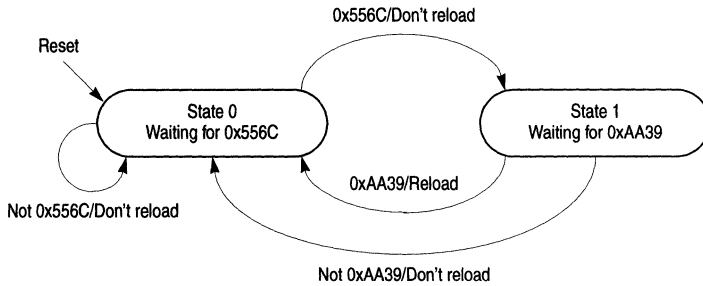 0x556C/Don't reload
Reset
State 0
Waiting for 0x556C
State 1
Waiting for 0xAA39
0xAA39/Reload
Not 0x556C/Don't reload
Not 0xAA39/Don't reload